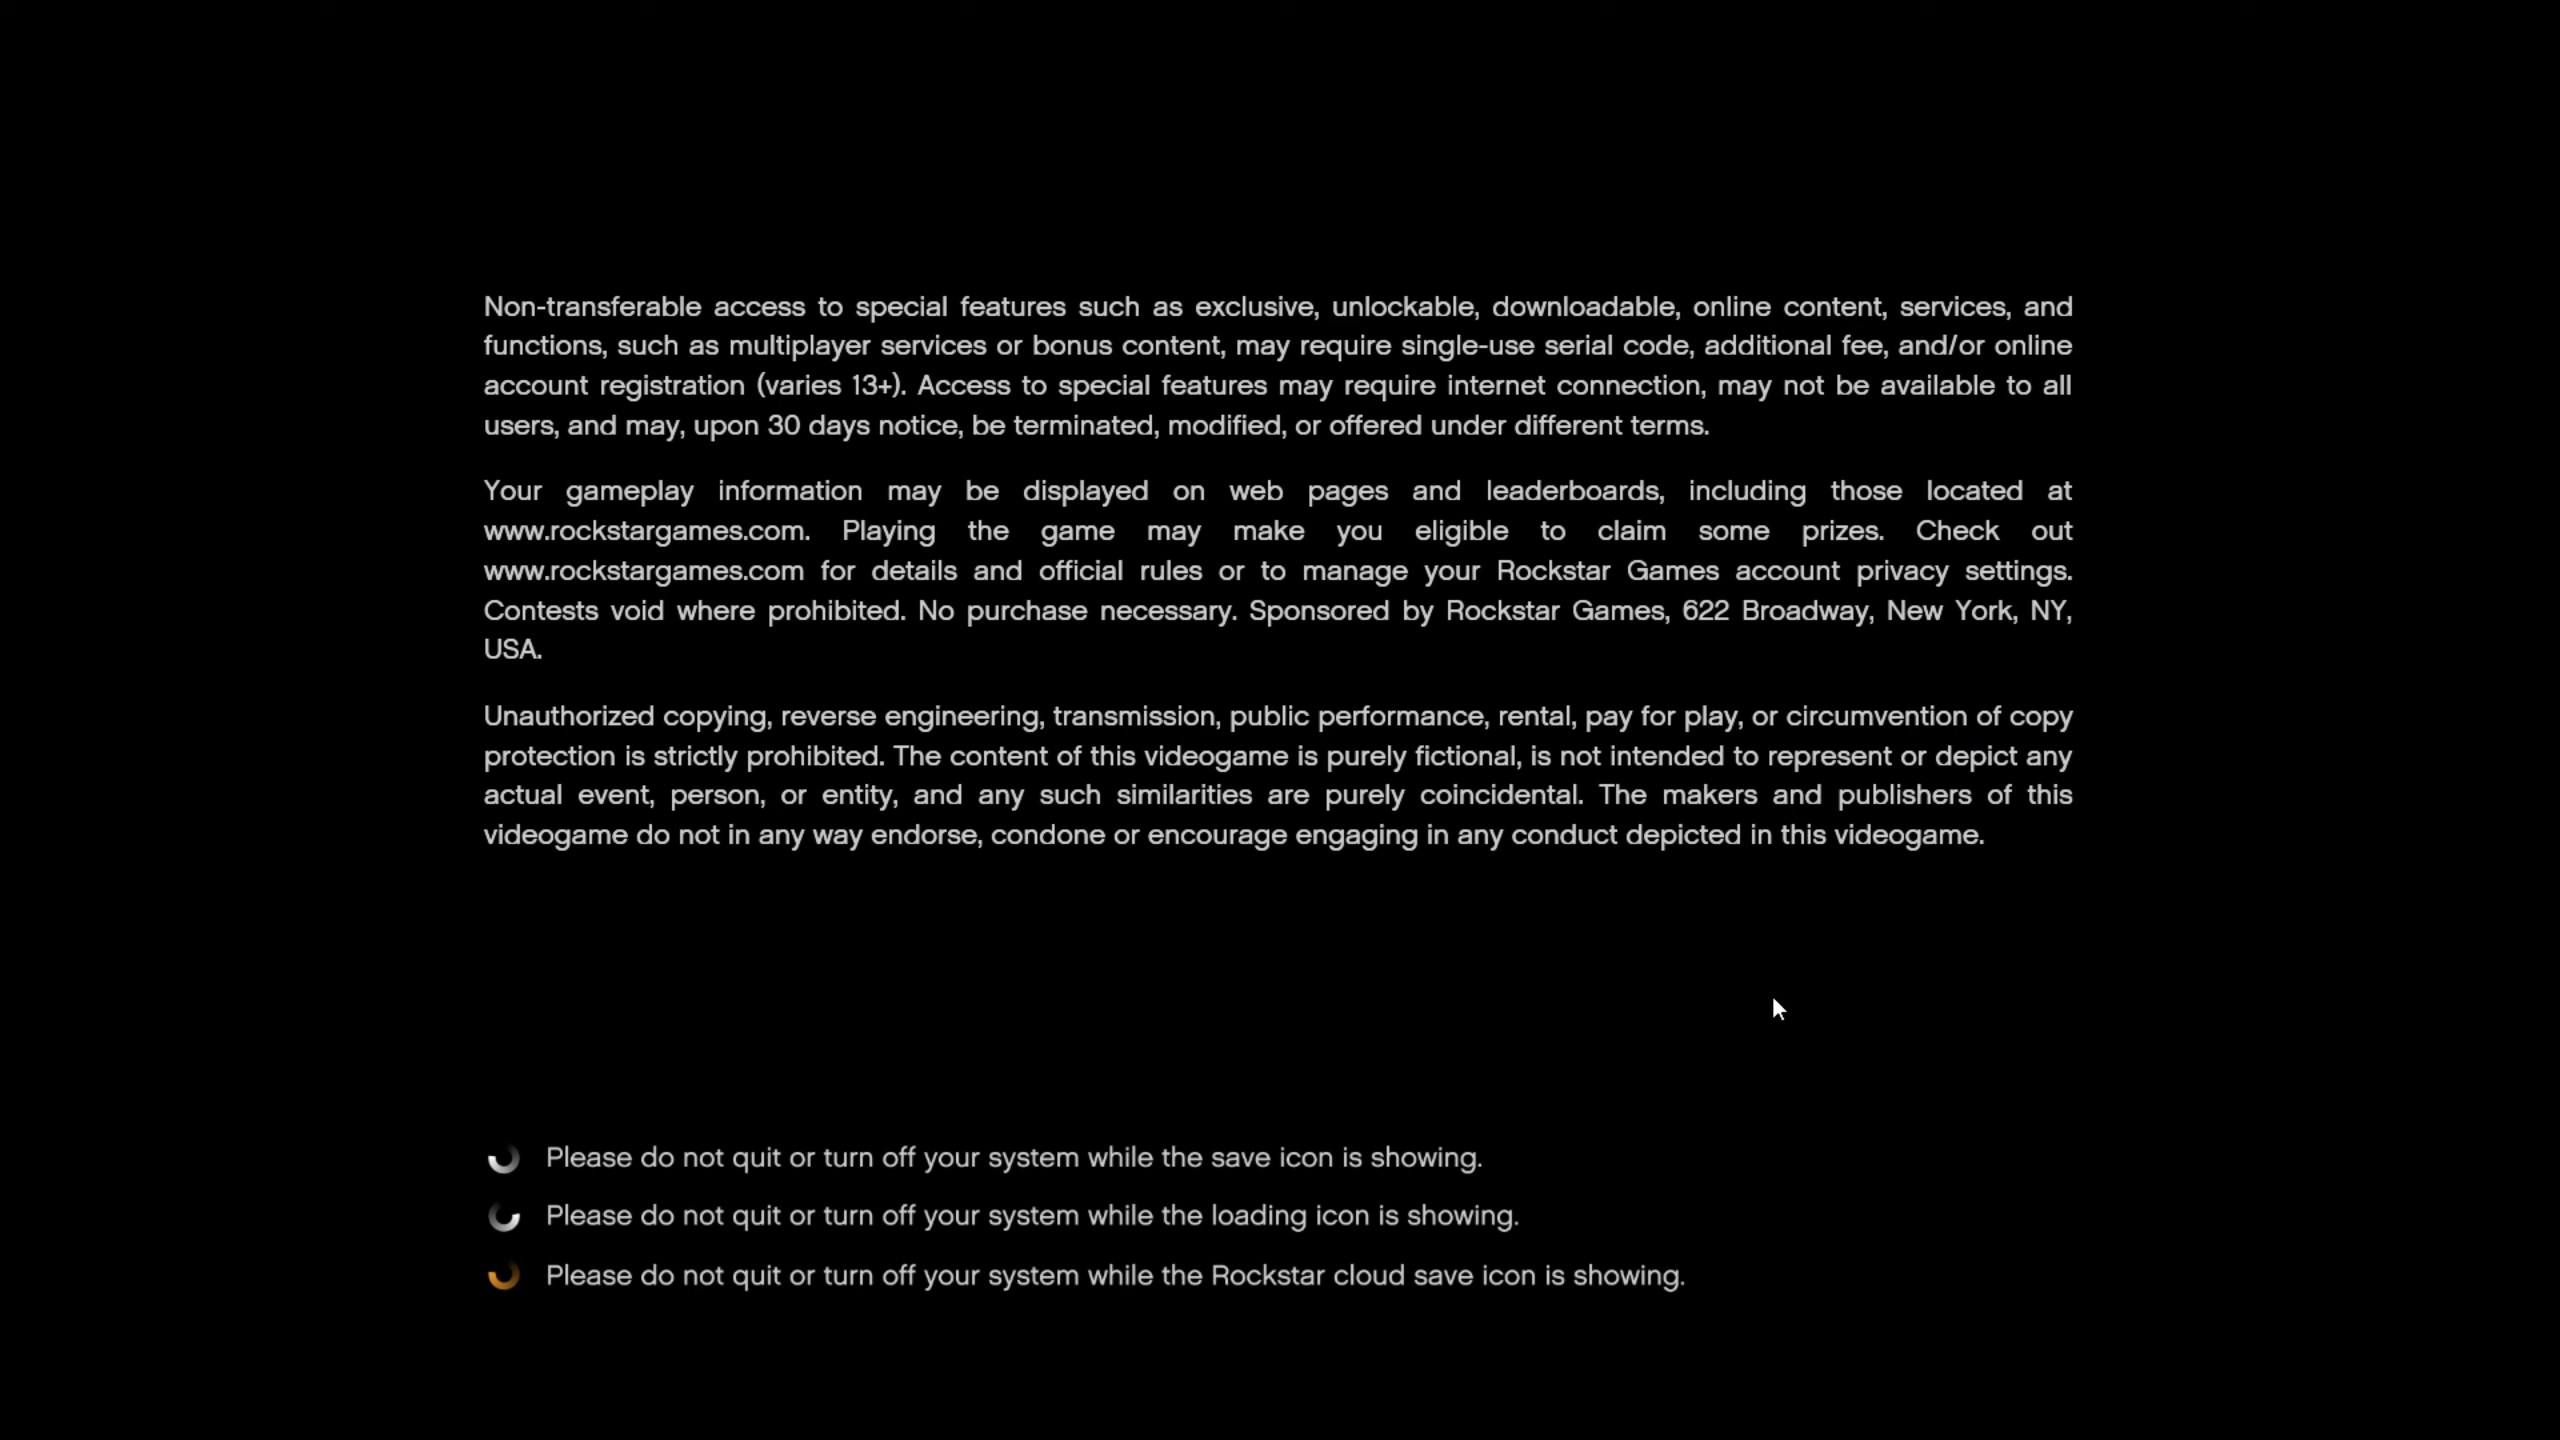 Non-transferable access to special features such as exclusive, unlockable, downloadable, online content, services, and
functions, such as multiplayer services or bonus content, may require single-use serial code, additional fee, and/or online
account registration (varies 13+). Access to special features may require internet connection, may not be available to all
users, and may, upon 30 days notice, be terminated, modified, or offered under different terms.
Your gameplay information may be displayed on web pages and leaderboards, including those located at
www.rockstargames.com. Playing the game may make you eligible to claim some prizes. Check out
www.rockstargames.com for details and official rules or to manage your Rockstar Games account privacy settings.
Contests void where prohibited. No purchase necessary. Sponsored by Rockstar Games, 622 Broadway, New York, NY,
USA.
Unauthorized copying, reverse engineering, transmission, public performance, rental, pay for play, or circumvention of copy
protection is strictly prohibited. The content of this videogame is purely fictional, is not intended to represent or depict any
actual event, person, or entity, and any such similarities are purely coincidental. The makers and publishers of this
videogame do not in any way endorse, condone or encourage engaging in any conduct depicted in this videogame.
Please do not quit or turn off your system while the save icon is showing.
Please do not quit or turn off your system while the loading icon is showing.
Please do not quit or turn off your system while the Rockstar cloud save icon is showing.